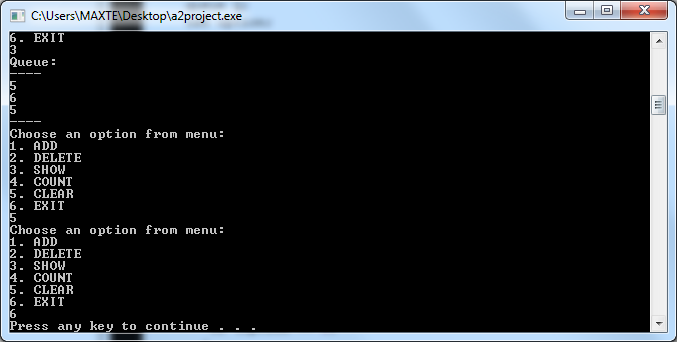 C:\Users\MAXTE\Desktop\a2project.exe
6. EXIT
3
Queue:
----
5
6
5
----
Choose an option from menu:
1. ADD
2. DELETE
3. SHOW
4. COUNT
5. CLEAR
6. EXIT
5
Choose an option from menu:
1. ADD
2. DELETE
3. SHOW
4. COUNT
5. CLEAR
6. EXIT
6
Press any key to continue . . .